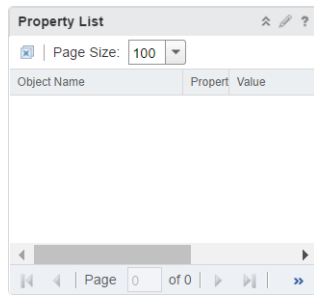 Property List ?
Page Size: 100
Object Name Propert Value
Page 0 of 0 »